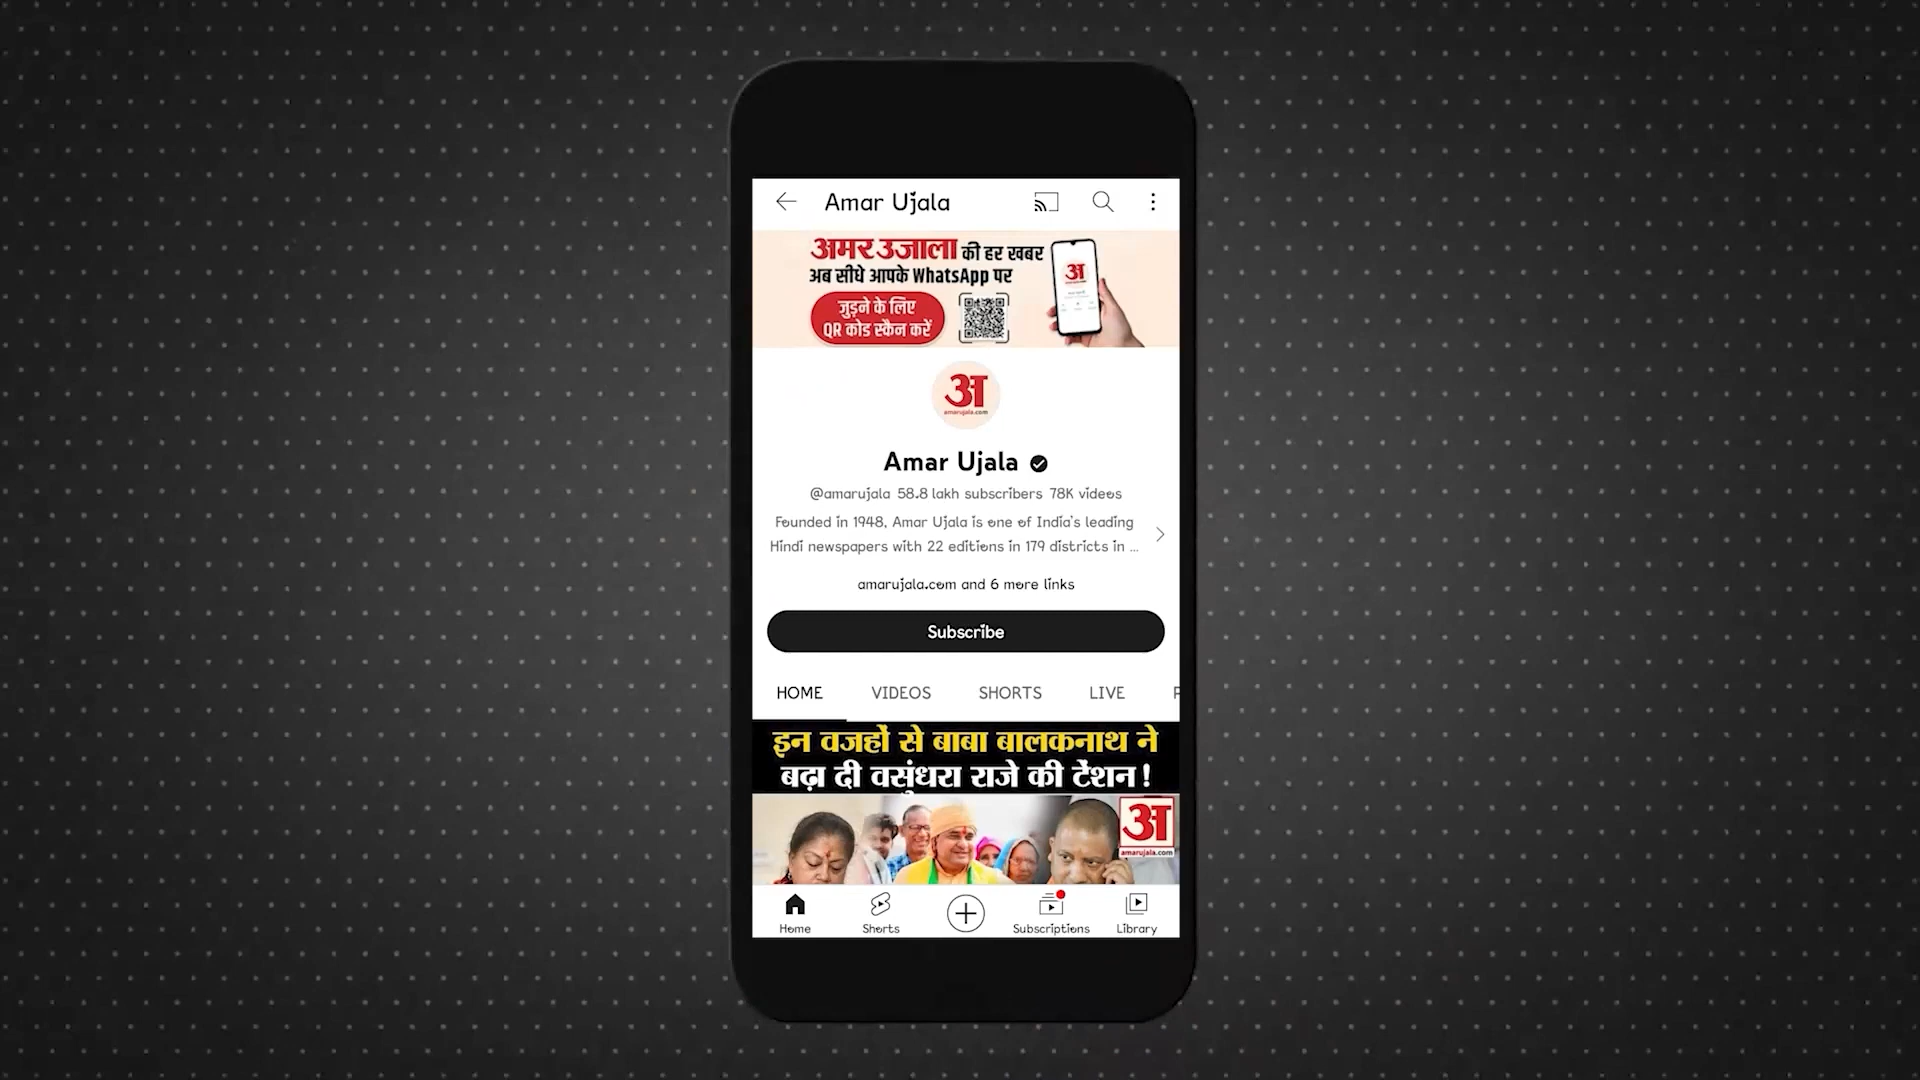 Amar Ujala
अमर उजाला की हर खबर
अब सीधे आपके WhatsApp पर
जुड़ने के लिए
QR कोड स्कैन करें
अ
अ
amarujala.com
Amar Ujala
@amarujala 58.8 lakh subscribers 78K videos
Founded in 1948, Amar Ujala is one of India's leading
Hindi newspapers with 22 editions in 179 districts in ...
amarujala.com and 6 more links
Subscribe
HOME VIDEOS SHORTS LIVE
इन वजहों से बाबा बालकनाथ ने
बढ़ा दी वसुंधरा राजे की टेंशन!
अ
amarujala.com
Home Shorts Subscriptions Library